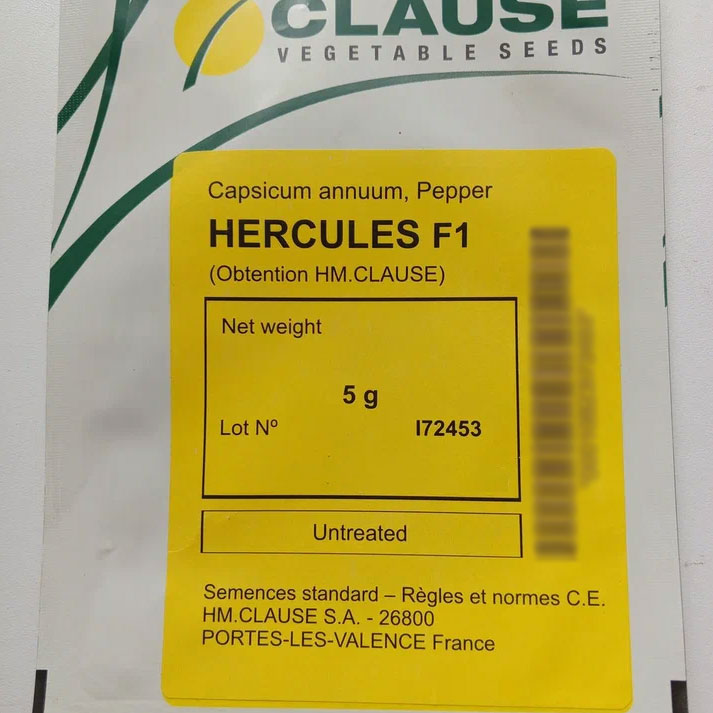 CLAUSE
VEGETABLE SEEDS
Capsicum annuum, Pepper
HERCULES F1
(Obtention HM.CLAUSE)
Net weight
5 g
Lot Nº I72453
Untreated
Semences standard – Règles et normes C.E.
HM.CLAUSE S.A. - 26800
PORTES-LES-VALENCE France